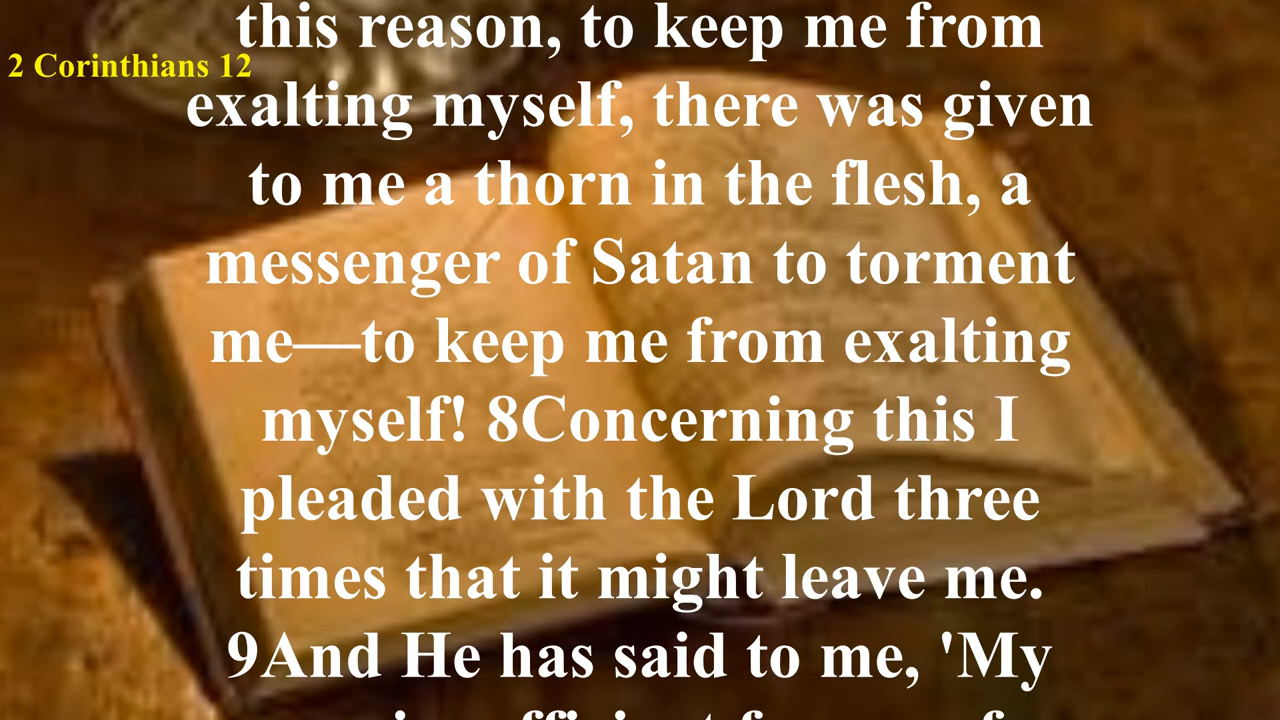 this reason, to keep me from
2 Corinthians 12
exalting myself, there was given
to me a thorn in the flesh, a
messenger of Satan to torment
me—to keep me from exalting
myself! 8Concerning this I
pleaded with the Lord three
times that it might leave me.
9And He has said to me, 'My